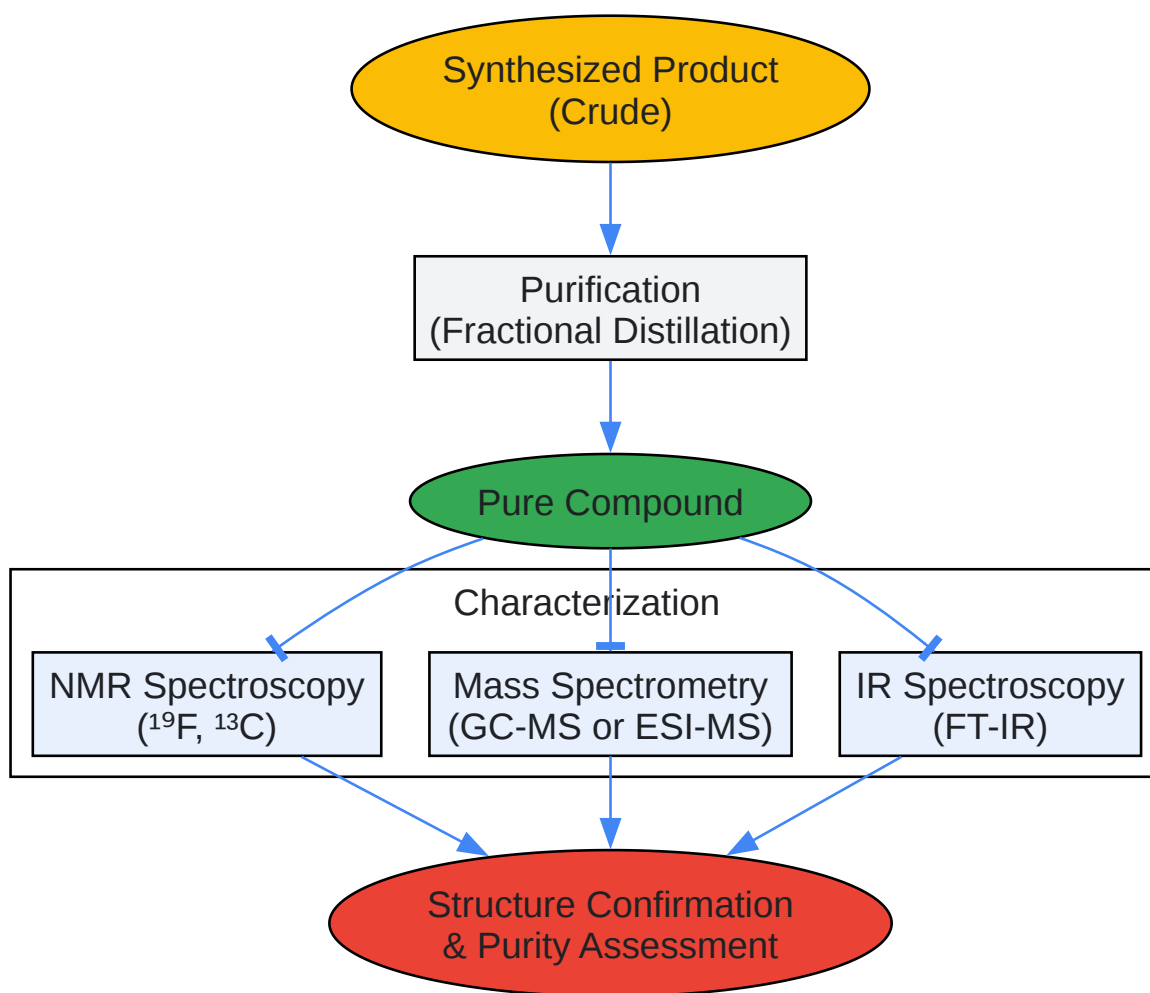 Synthesized Product
(Crude)
Purification
(Fractional Distillation)
Pure Compound
Characterization
NMR Spectroscopy
(¹⁹F, ¹³C)
Mass Spectrometry
(GC-MS or ESI-MS)
IR Spectroscopy
(FT-IR)
Structure Confirmation
& Purity Assessment